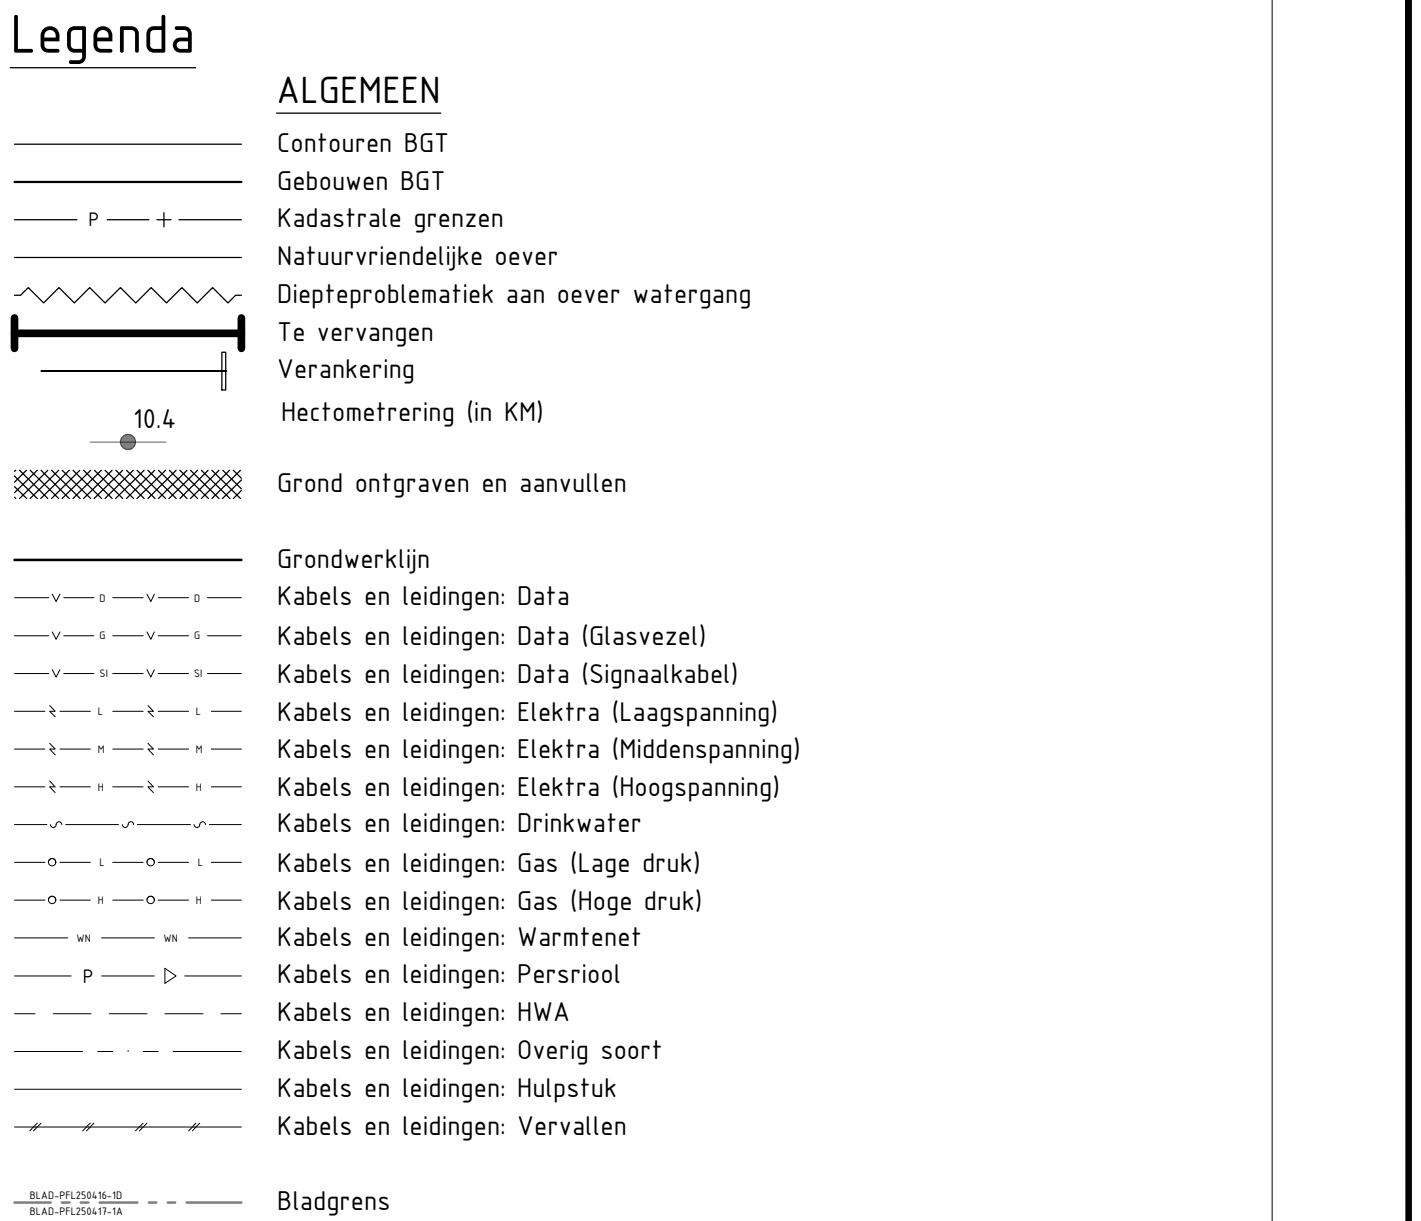 Legenda
ALGEMEEN
Contouren BGT
Gebouwen BGT
P Kadastrale grenzen
Natuurvriendelijke oever
Diepteproblematiek aan oever watergang
Te vervangen
Verankering
10.4 Hectometrering (in KM)
Grond ontgraven en aanvullen
Grondwerklijn
V D V D Kabels en leidingen: Data
V G V G Kabels en leidingen: Data (Glasvezel)
V SI V SI Kabels en leidingen: Data (Signaalkabel)
L L Kabels en leidingen: Elektra (Laagspanning)
M M Kabels en leidingen: Elektra (Middenspanning)
H H Kabels en leidingen: Elektra (Hoogspanning)
Kabels en leidingen: Drinkwater
L L Kabels en leidingen: Gas (Lage druk)
H H Kabels en leidingen: Gas (Hoge druk)
WN WN Kabels en leidingen: Warmtenet
P Kabels en leidingen: Persriool
Kabels en leidingen: HWA
Kabels en leidingen: Overig soort
Kabels en leidingen: Hulpstuk
Kabels en leidingen: Vervallen
BLAD-PFL250416-1D
BLAD-PFL250417-1A
Bladgrens